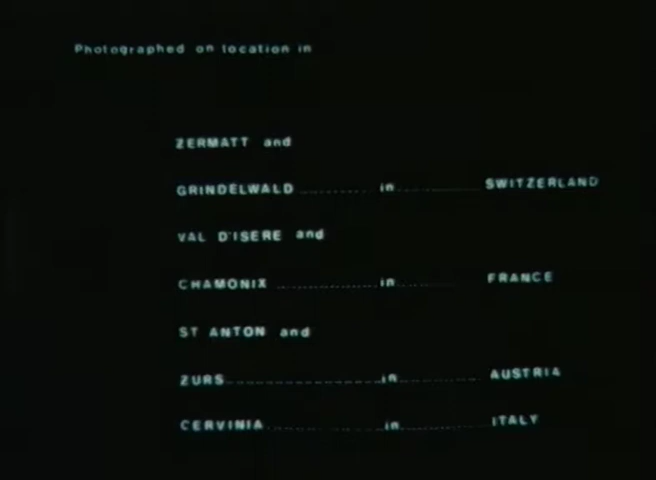 Photographed on location in
ZERMATT and
GRINDELWALD .......... in .......... SWITZERLAND
VAL D'ISERE and
CHAMONIX .......... in .......... FRANCE
ST ANTON and
ZURS .......... in .......... AUSTRIA
CERVINIA .......... in .......... ITALY